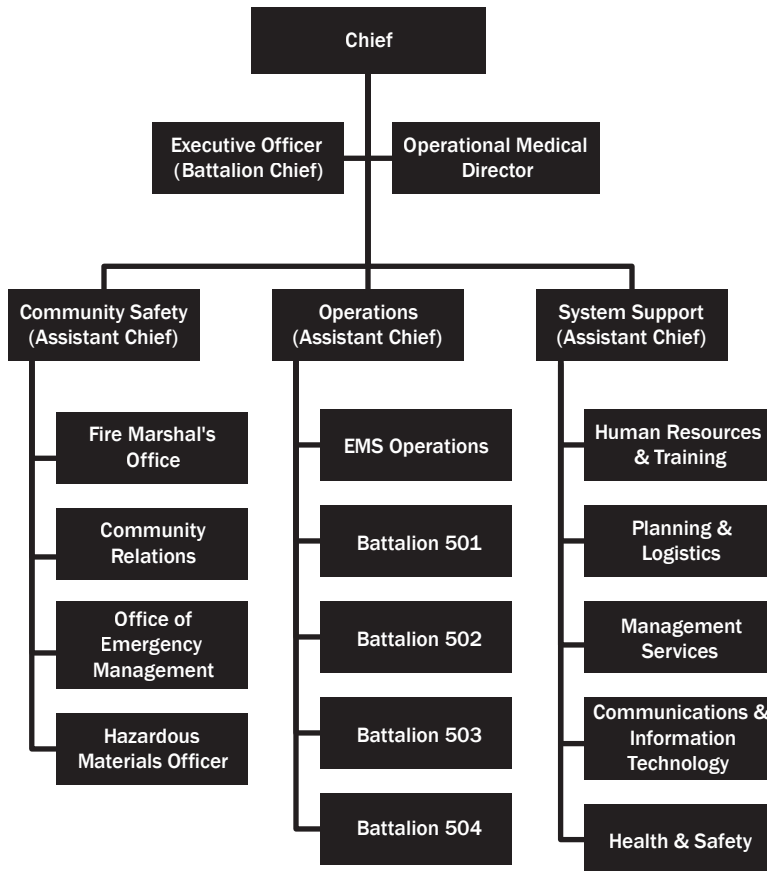 Chief
Executive Officer
(Battalion Chief)
Operational Medical
Director
Community Safety
(Assistant Chief)
Operations
(Assistant Chief)
System Support
(Assistant Chief)
Fire Marshal's
Office
Community
Relations
Office of
Emergency
Management
Hazardous
Materials Officer
EMS Operations
Battalion 501
Battalion 502
Battalion 503
Battalion 504
Human Resources
& Training
Planning &
Logistics
Management
Services
Communications &
Information
Technology
Health & Safety